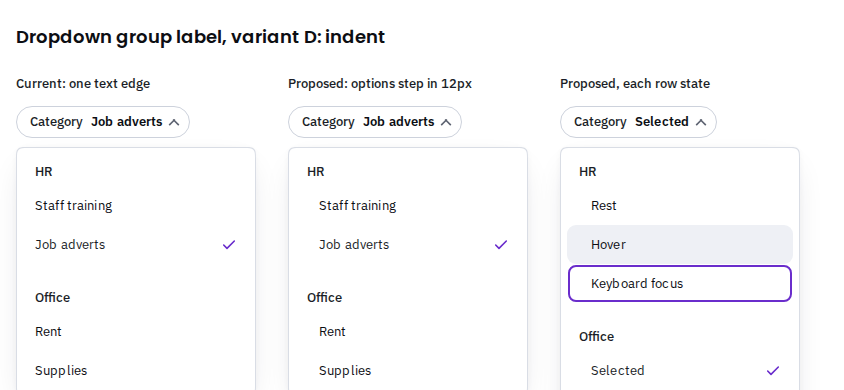 Dropdown group label, variant D: indent
Current: one text edge
Category Job adverts
HR
Staff training
Job adverts
Office
Rent
Supplies
Proposed: options step in 12px
Category Job adverts
HR
Staff training
Job adverts
Office
Rent
Supplies
Proposed, each row state
Category Selected
HR
Rest
Hover
Keyboard focus
Office
Selected